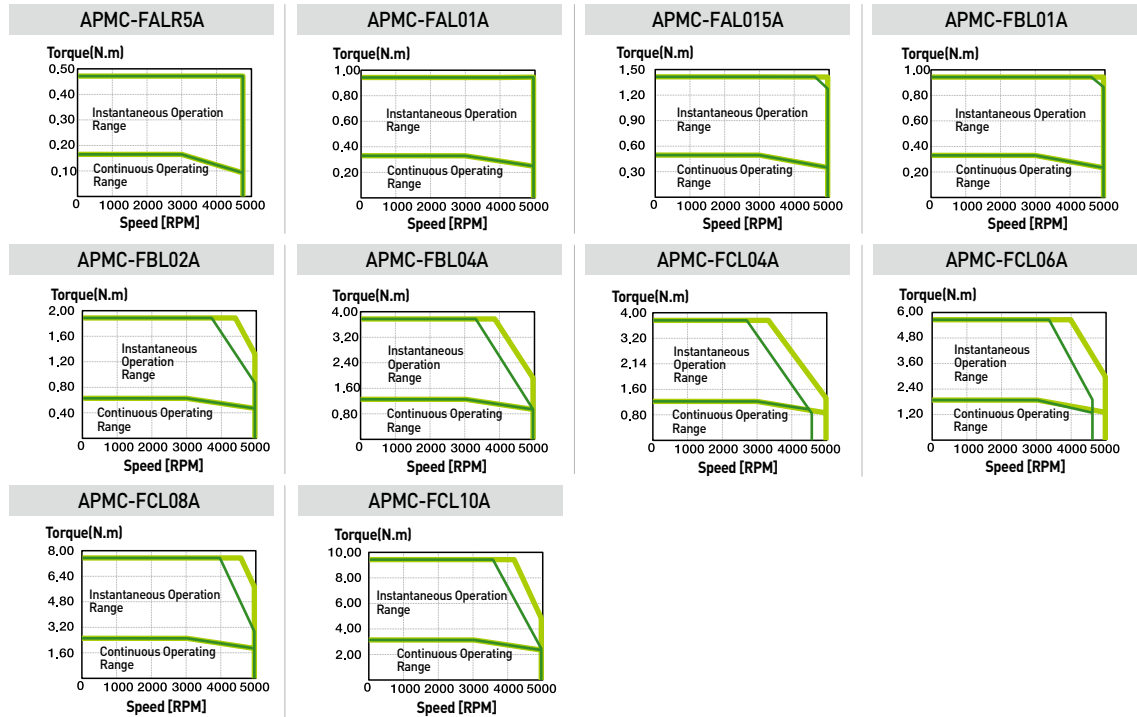 APMC-FALR5A
Torque(N.m)
0,50
0,40
0,30
0,20
0,10
Instantaneous Operation
Range
Continuous Operating
Range
0 1000 2000 3000 4000 5000
Speed [RPM]
APMC-FAL01A
Torque(N.m)
1,00
0,80
0,60
0,40
0,20
Instantaneous Operation
Range
Continuous Operating
Range
0 1000 2000 3000 4000 5000
Speed [RPM]
APMC-FAL015A
Torque(N.m)
1,50
1,20
0,90
0,60
0,30
Instantaneous Operation
Range
Continuous Operating
Range
0 1000 2000 3000 4000 5000
Speed [RPM]
APMC-FBL01A
Torque(N.m)
1,00
0,80
0,60
0,40
0,20
Instantaneous Operation
Range
Continuous Operating
Range
0 1000 2000 3000 4000 5000
Speed [RPM]
APMC-FBL02A
Torque(N.m)
2,00
1,60
1,20
0,80
0,40
Instantaneous
Operation
Range
Continuous Operating
Range
0 1000 2000 3000 4000 5000
Speed [RPM]
APMC-FBL04A
Torque(N.m)
4,00
3,20
2,40
1,60
0,80
Instantaneous
Operation
Range
Continuous Operating
Range
0 1000 2000 3000 4000 5000
Speed [RPM]
APMC-FCL04A
Torque(N.m)
4,00
3,20
2,14
1,60
0,80
Instantaneous
Operation
Range
Continuous Operating
Range
0 1000 2000 3000 4000 5000
Speed [RPM]
APMC-FCL06A
Torque(N.m)
6,00
4,80
3,60
2,40
1,20
Instantaneous
Operation
Range
Continuous Operating
Range
0 1000 2000 3000 4000 5000
Speed [RPM]
APMC-FCL08A
Torque(N.m)
8,00
6,40
4,80
3,20
1,60
Instantaneous Operation
Range
Continuous Operating
Range
0 1000 2000 3000 4000 5000
Speed [RPM]
APMC-FCL10A
Torque(N.m)
10,00
8,00
6,00
4,00
2,00
Instantaneous Operation
Range
Continuous Operating
Range
0 1000 2000 3000 4000 5000
Speed [RPM]